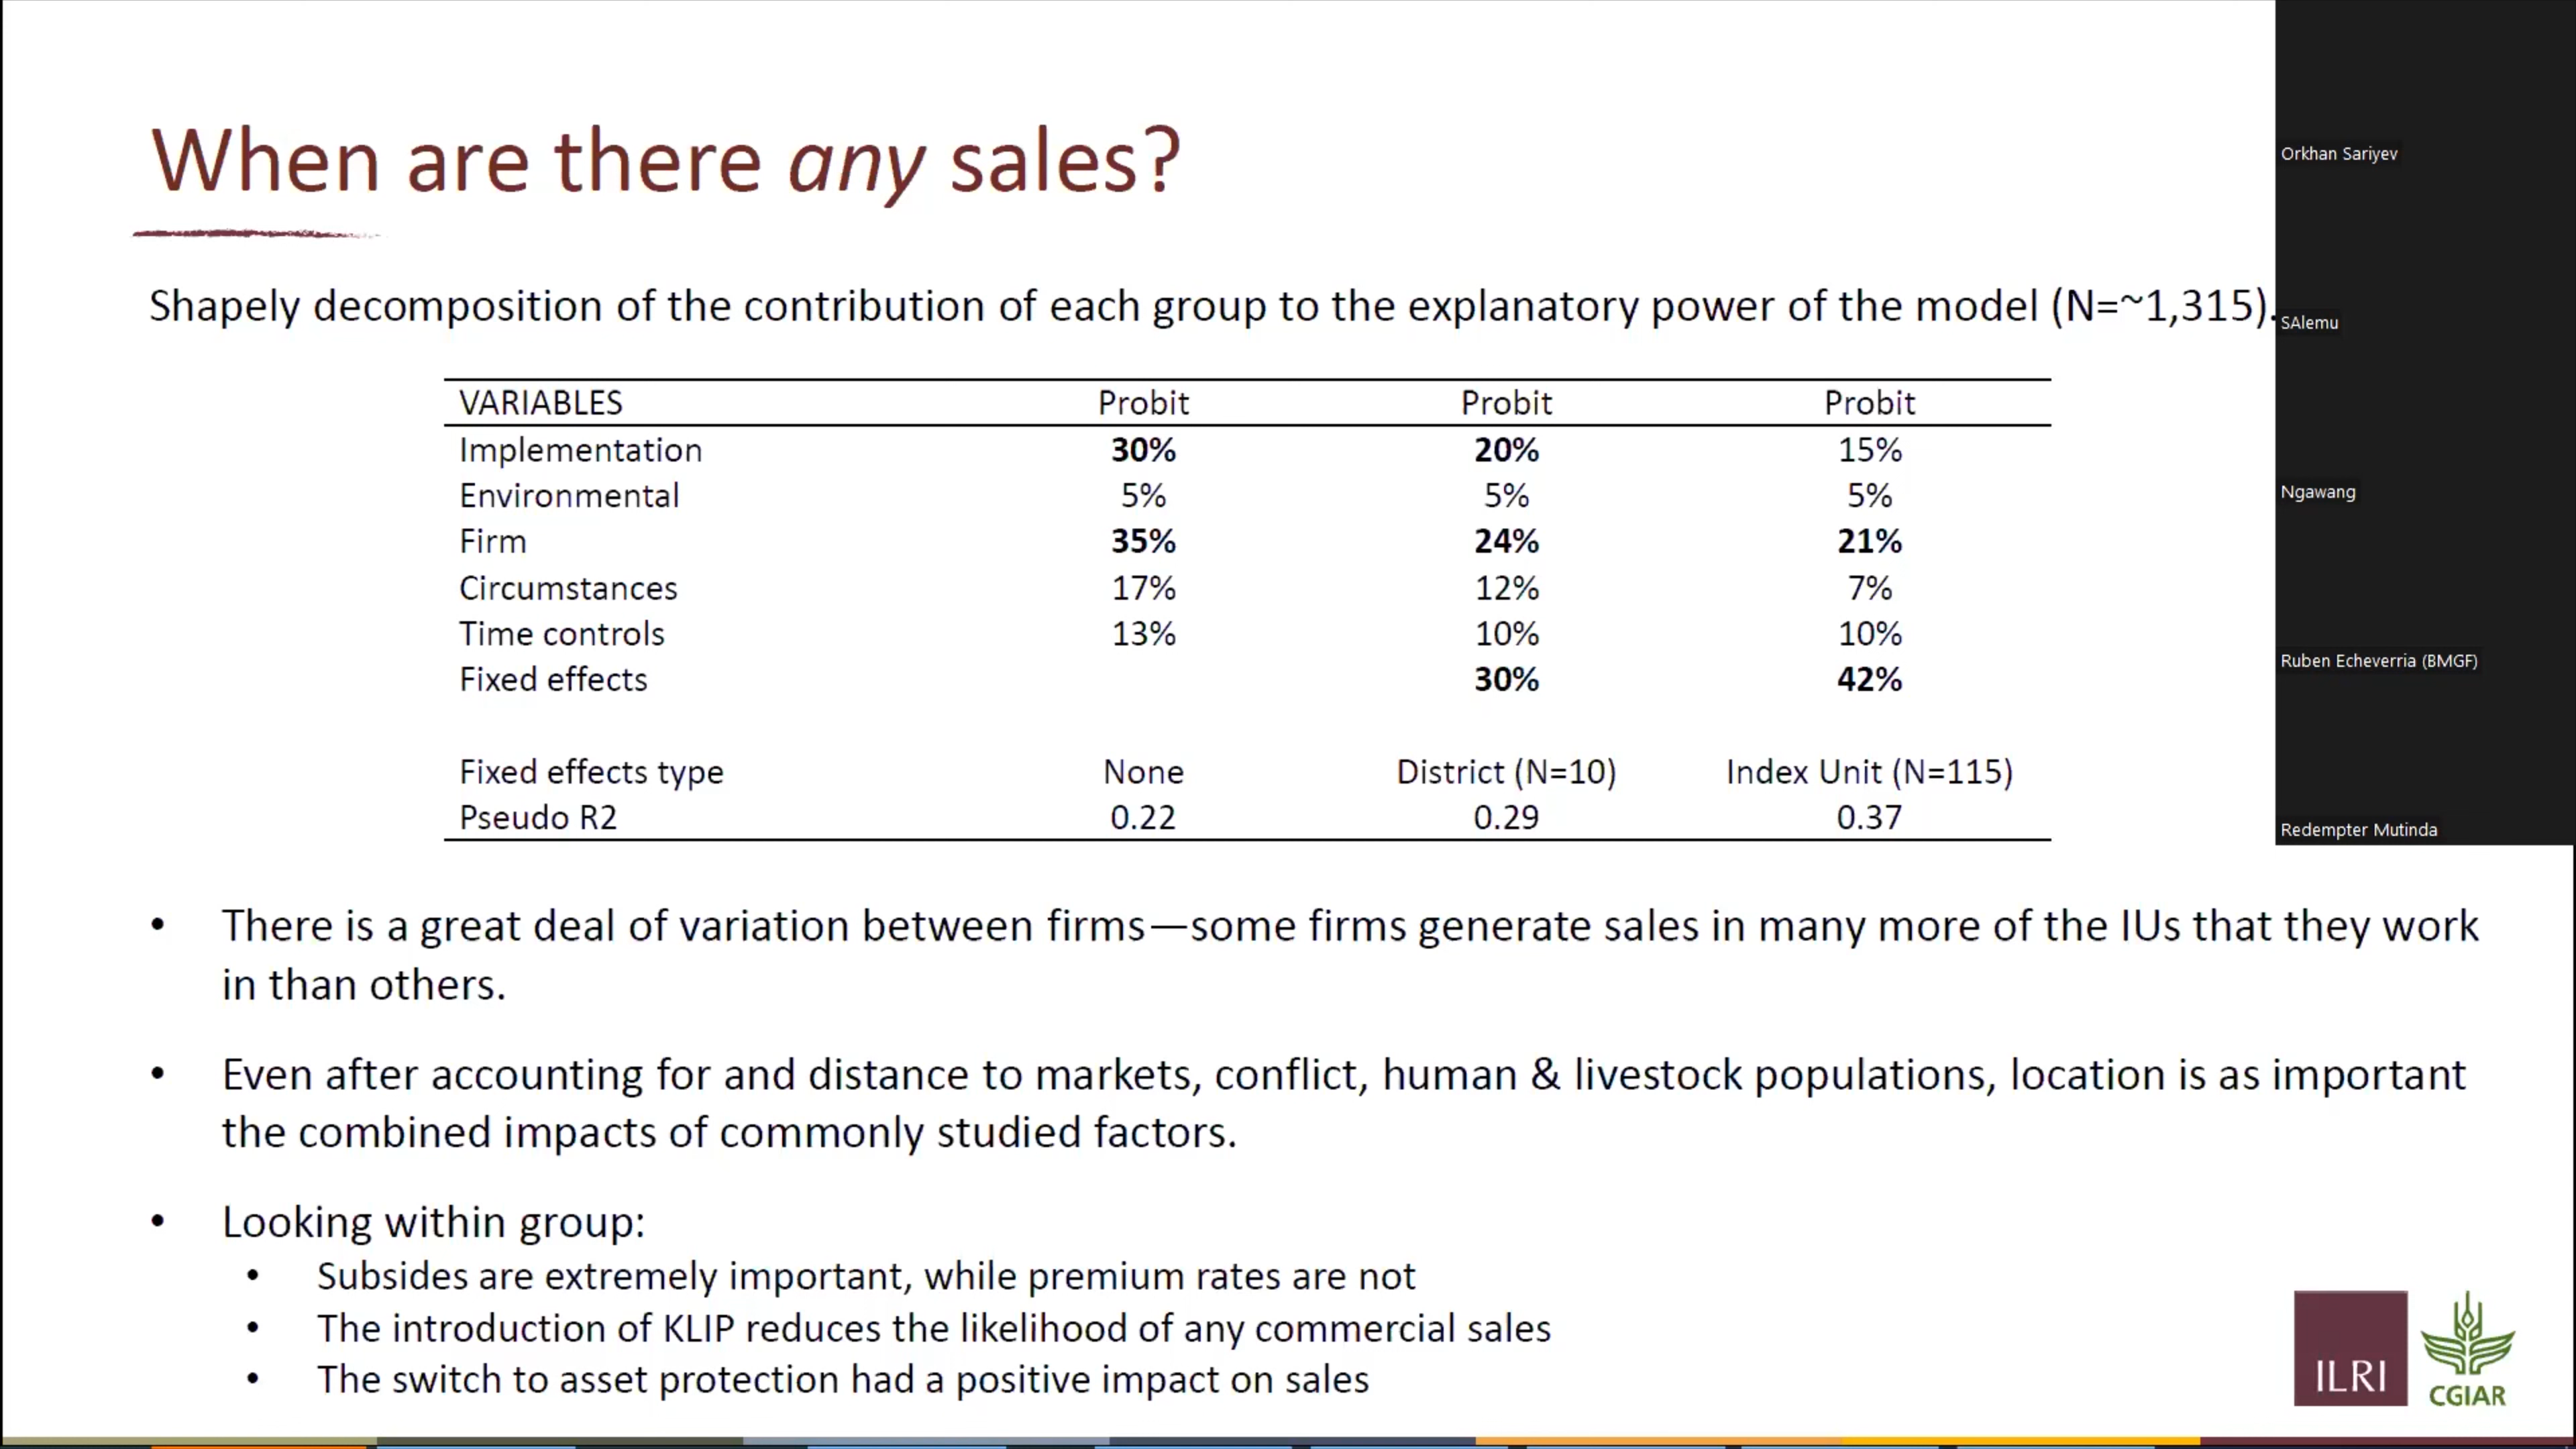 When are there any sales?
Shapely decomposition of the contribution of each group to the explanatory power of the model (N=~1,315).
VARIABLES Probit Probit Probit
Implementation 30% 20% 15%
Environmental 5% 5% 5%
Firm 35% 24% 21%
Circumstances 17% 12% 7%
Time controls 13% 10% 10%
Fixed effects 30% 42%
Fixed effects type None District (N=10) Index Unit (N=115)
Pseudo R2 0.22 0.29 0.37
• There is a great deal of variation between firms—some firms generate sales in many more of the IUs that they work
in than others.
• Even after accounting for and distance to markets, conflict, human & livestock populations, location is as important
the combined impacts of commonly studied factors.
• Looking within group:
• Subsides are extremely important, while premium rates are not
• The introduction of KLIP reduces the likelihood of any commercial sales
• The switch to asset protection had a positive impact on sales
ILRI
CGIAR
Orkhan Sariyev
SAlemu
Ngawang
Ruben Echeverria (BMGF)
Redempter Mutinda